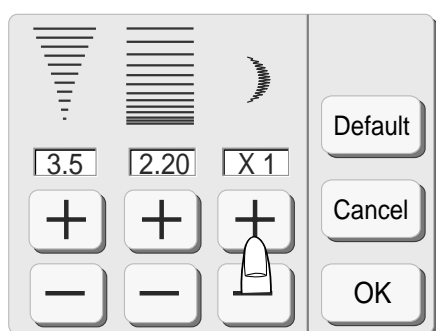 3.5 2.20 X 1
+ + +
− − −
Default
Cancel
OK